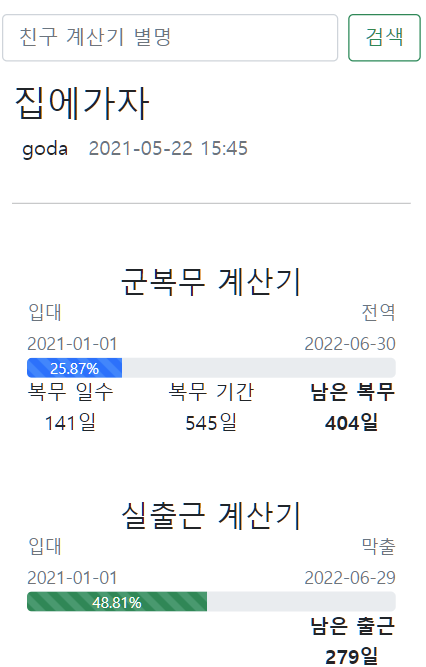 친구 계산기 별명 검색
집에가자
goda 2021-05-22 15:45
군복무 계산기
입대 전역
2021-01-01 2022-06-30
25.87%
복무 일수 복무 기간 남은 복무
141일 545일 404일
실출근 계산기
입대 막출
2021-01-01 2022-06-29
48.81%
남은 출근
279일